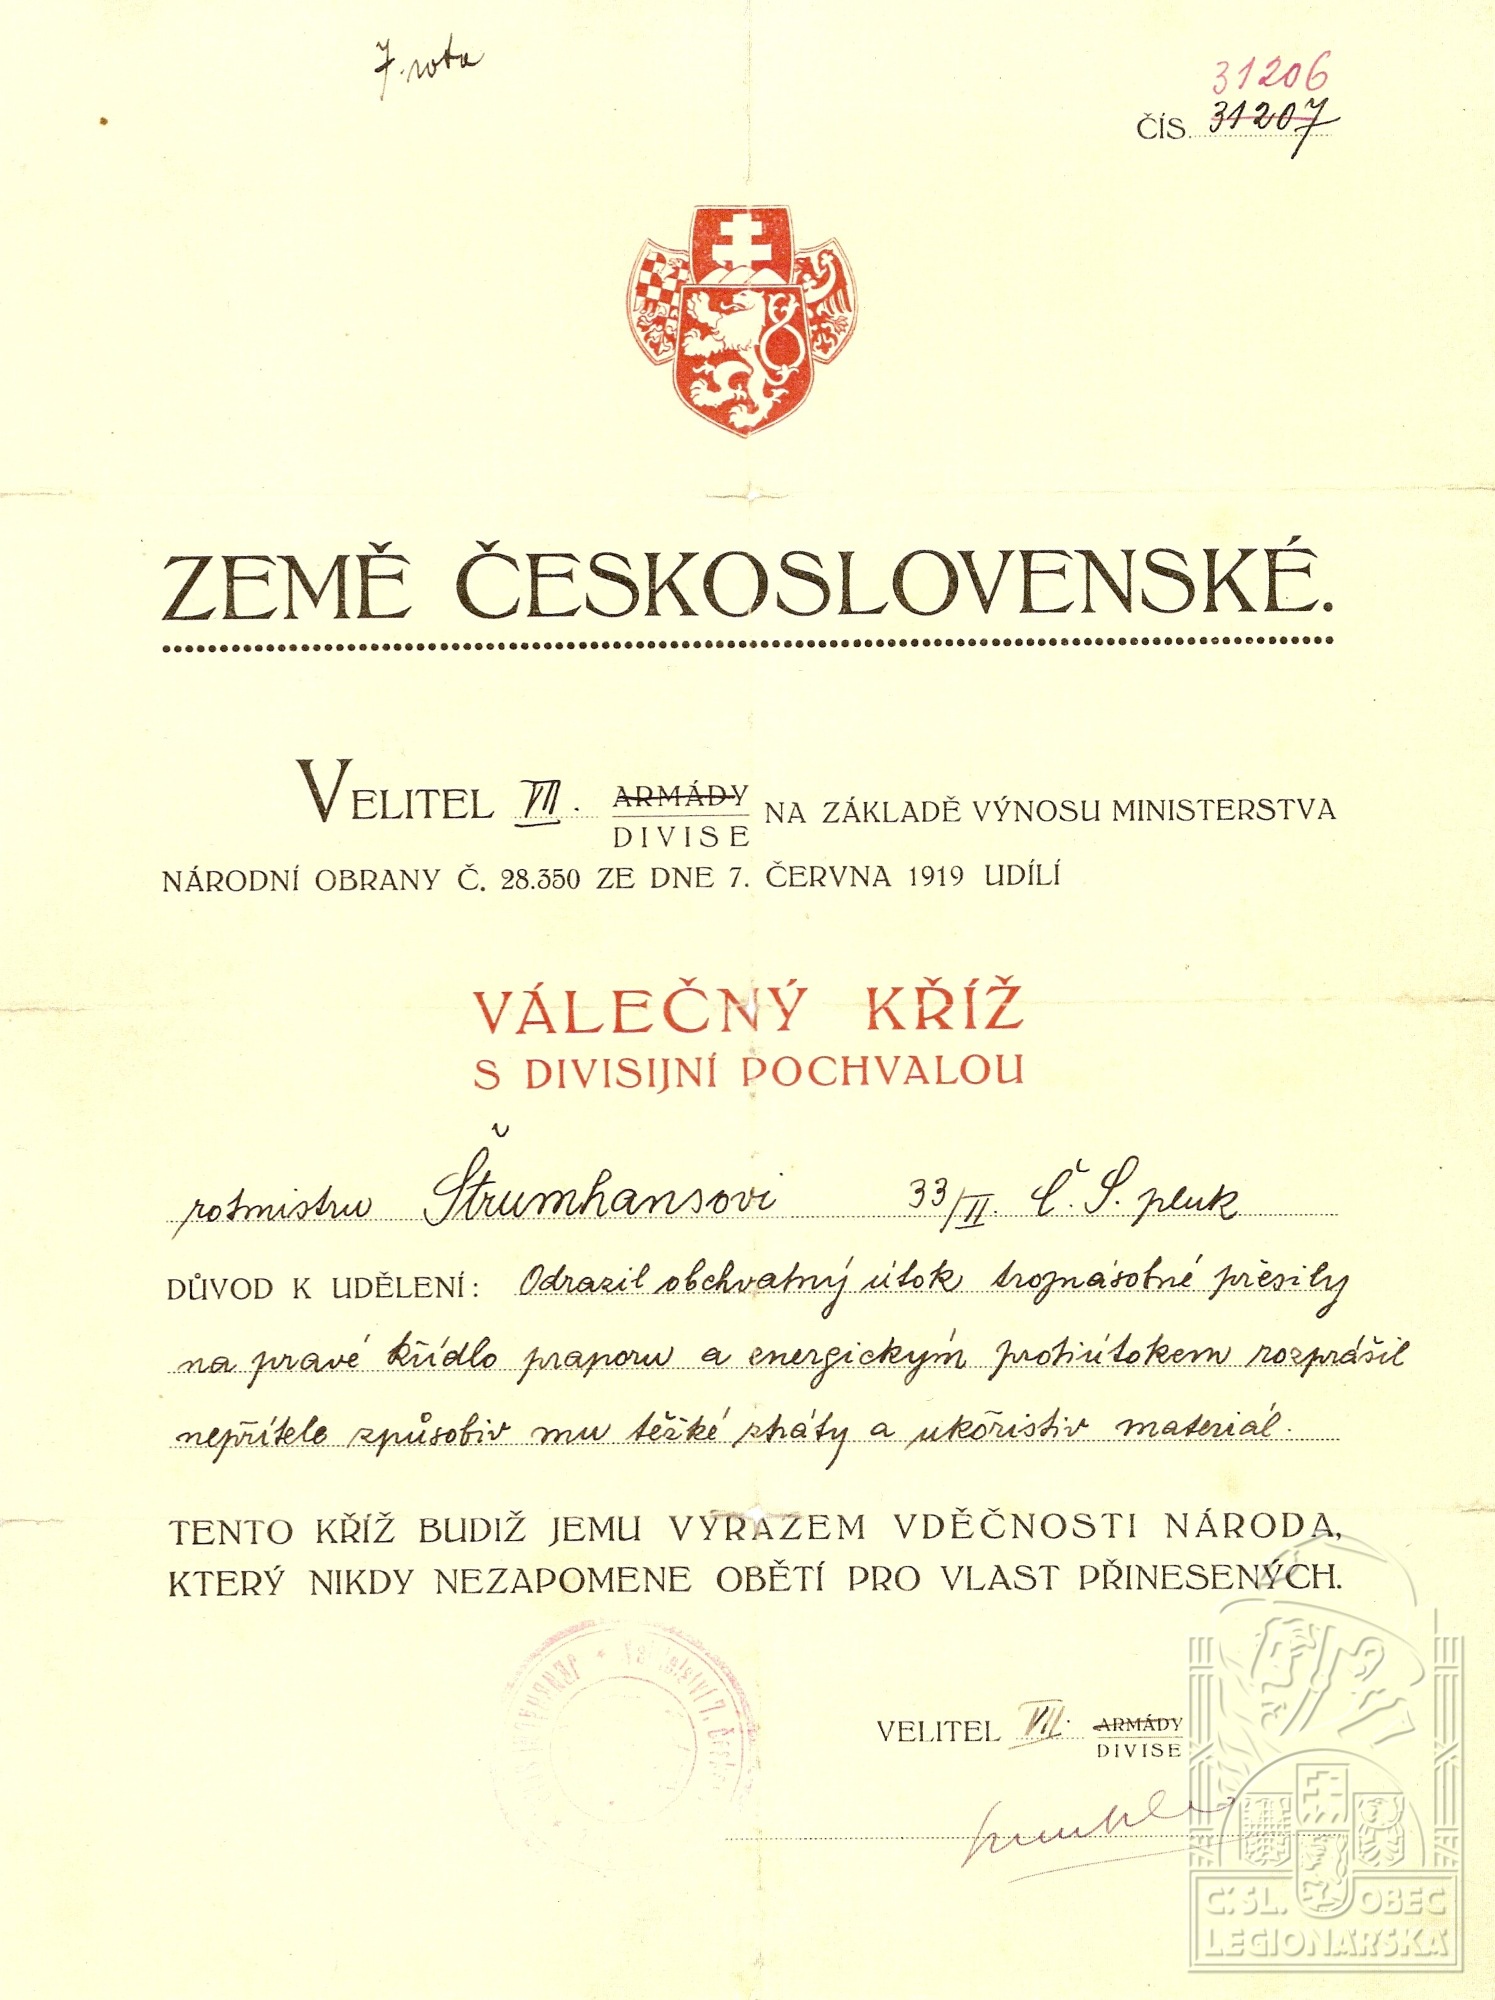 7. rota
31206
ČÍS. 31207
ZEMĚ ČESKOSLOVENSKÉ.
VELITEL VII. ARMÁDY DIVISE NA ZÁKLADĚ VÝNOSU MINISTERSTVA
NÁRODNÍ OBRANY Č. 28.350 ZE DNE 7. ČERVNA 1919 UDÍLÍ
VÁLEČNÝ KŘÍŽ
S DIVISIJNÍ POCHVALOU
rotmistru Štrumhansovi 33/II. Č. S. pluk
DŮVOD K UDĚLENÍ: Odrazil obchvatný útok trojnásobné přesily
na pravé křídlo praporu a energickým protiútokem rozprášil
nepřítele způsobiv mu těžké ztráty a ukořistiv materiál.
TENTO KŘÍŽ BUDIŽ JEMU VÝRAZEM VDĚČNOSTI NÁRODA,
KTERÝ NIKDY NEZAPOMENE OBĚTÍ PRO VLAST PŘINESENÝCH.
VELITEL VII. ARMÁDY DIVISE
Č.SL. OBEC
LEGIONÁŘSKÁ